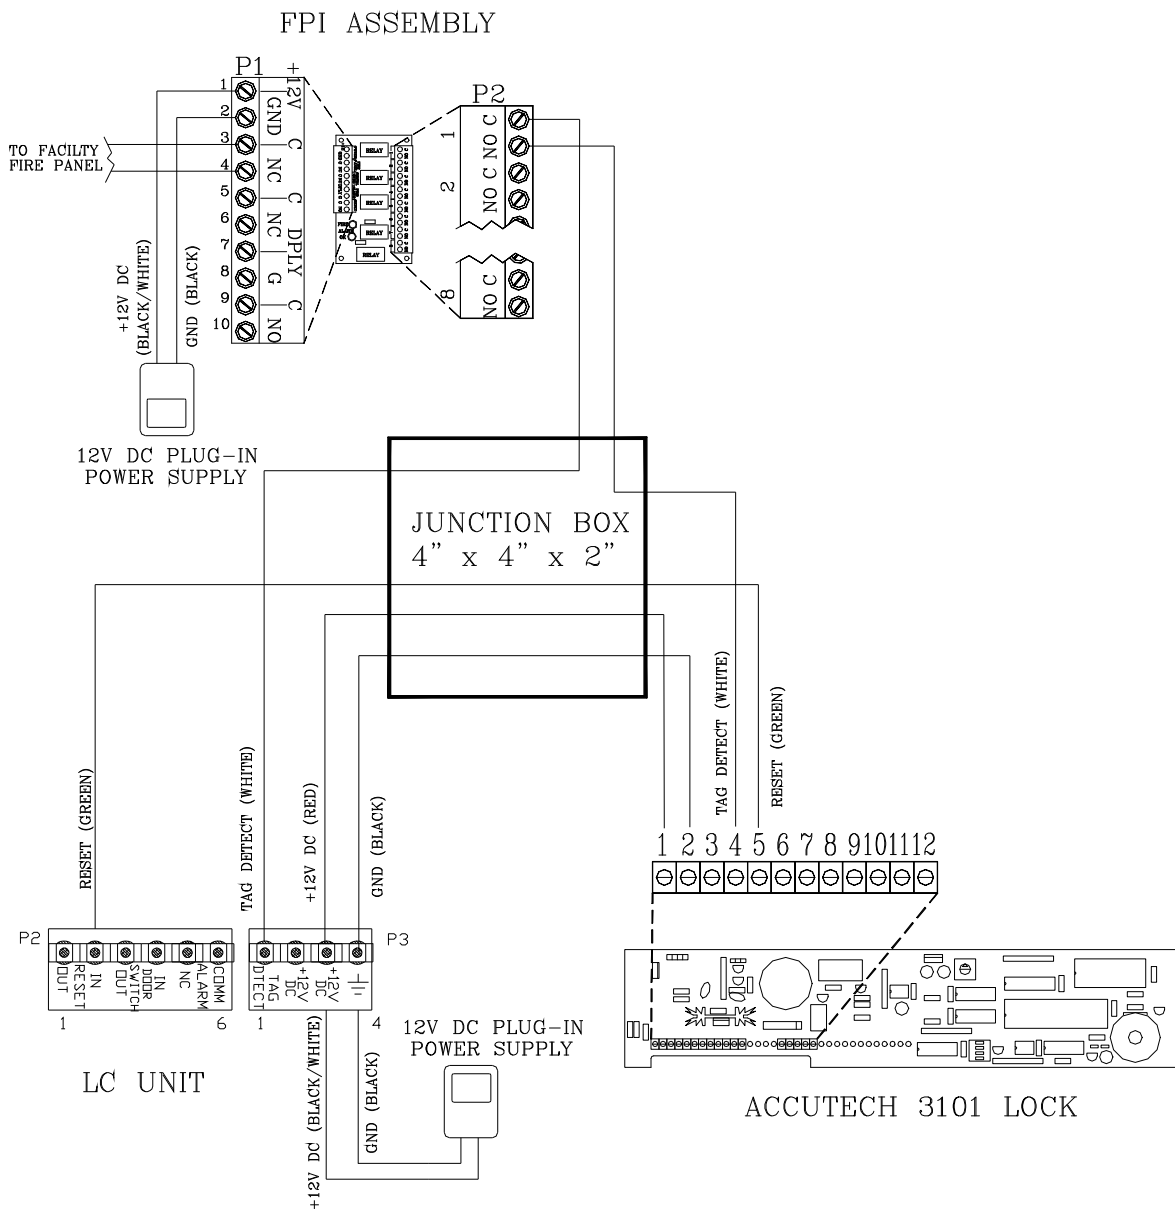 FPI ASSEMBLY
P1
+12V
GND
C
NC
C
NC
DPLY
G
C
NO
1
2
3
4
5
6
7
8
9
10
TO FACILTY
FIRE PANEL
RELAY
RELAY
RELAY
RELAY
RELAY
P2
1
2
8
NO C NO C
NO C
NO C
+12V DC
(BLACK/WHITE)
GND (BLACK)
12V DC PLUG-IN
POWER SUPPLY
JUNCTION BOX
4" x 4" x 2"
RESET (GREEN)
TAG DETECT (WHITE)
+12V DC (RED)
GND (BLACK)
TAG DETECT (WHITE)
RESET (GREEN)
1 2 3 4 5 6 7 8 9 10 11 12
P2
OUT
RESET
IN
OUT
SWITCH
DOOR
IN
NC
ALARM
COMM
1
6
P3
DTECT
TAG
DC
+12V
DC
+12V
1
4
LC UNIT
+12V DC (BLACK/WHITE)
GND (BLACK)
12V DC PLUG-IN
POWER SUPPLY
ACCUTECH 3101 LOCK